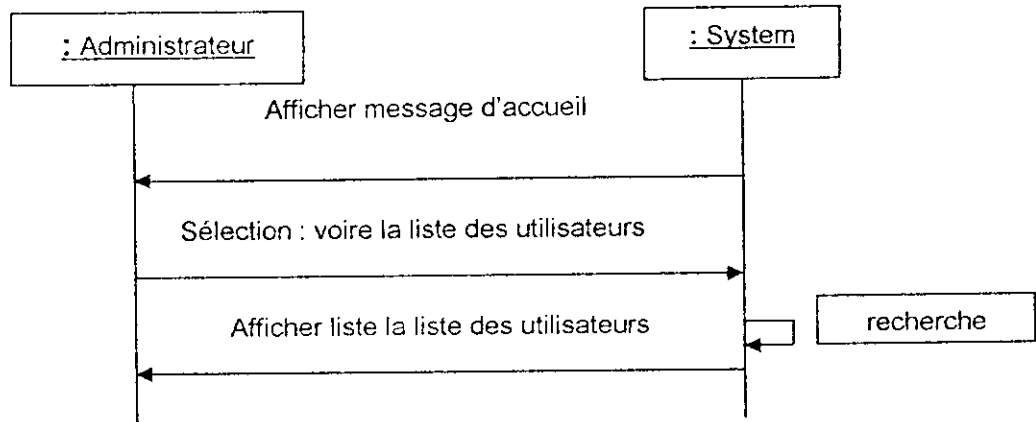 : Administrateur
: System
Afficher message d'accueil
Sélection : voire la liste des utilisateurs
Afficher liste la liste des utilisateurs
recherche